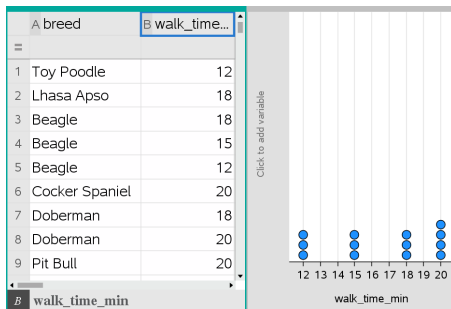 A breed B walk_time...
=
1 Toy Poodle 12
2 Lhasa Apso 18
3 Beagle 18
4 Beagle 15
5 Beagle 12
6 Cocker Spaniel 20
7 Doberman 18
8 Doberman 20
9 Pit Bull 20
B walk_time_min
Click to add variable
12 13 14 15 16 17 18 19 20
walk_time_min